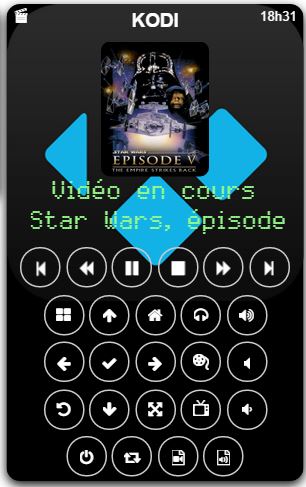 KODI
18h31
STAR WARS
EPISODE V
THE EMPIRE STRIKES BACK
Vidéo en cours
Star Wars, épisode